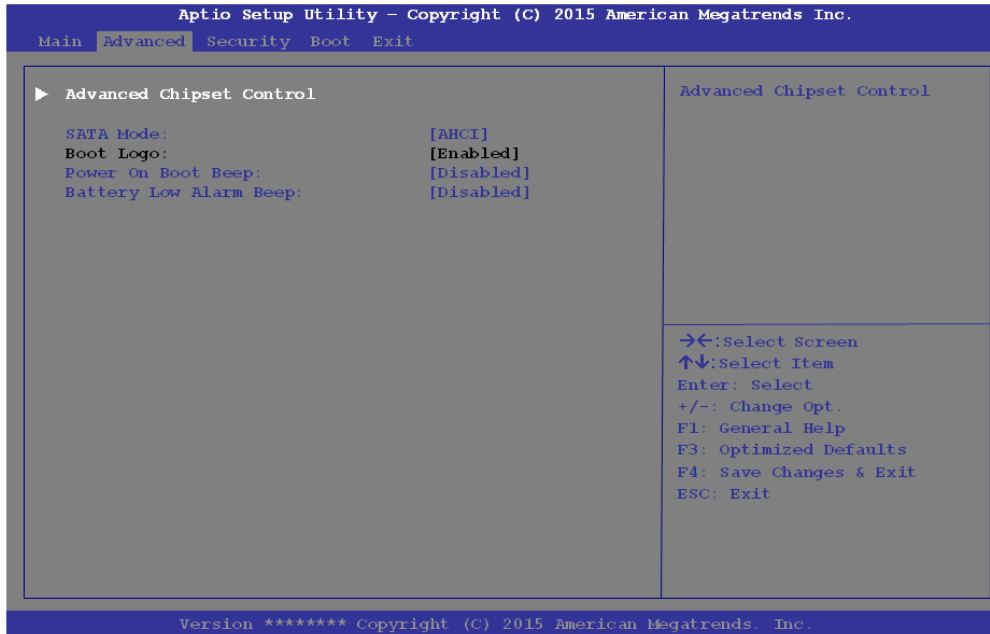 Aptio Setup Utility – Copyright (C) 2015 American Megatrends Inc.
Main Advanced Security Boot Exit
▶ Advanced Chipset Control
SATA Mode: [AHCI]
Boot Logo: [Enabled]
Power On Boot Beep: [Disabled]
Battery Low Alarm Beep: [Disabled]
Advanced Chipset Control
→←:Select Screen
↑↓:Select Item
Enter: Select
+/-: Change Opt.
F1: General Help
F3: Optimized Defaults
F4: Save Changes & Exit
ESC: Exit
Version ******** Copyright (C) 2015 American Megatrends. Inc.